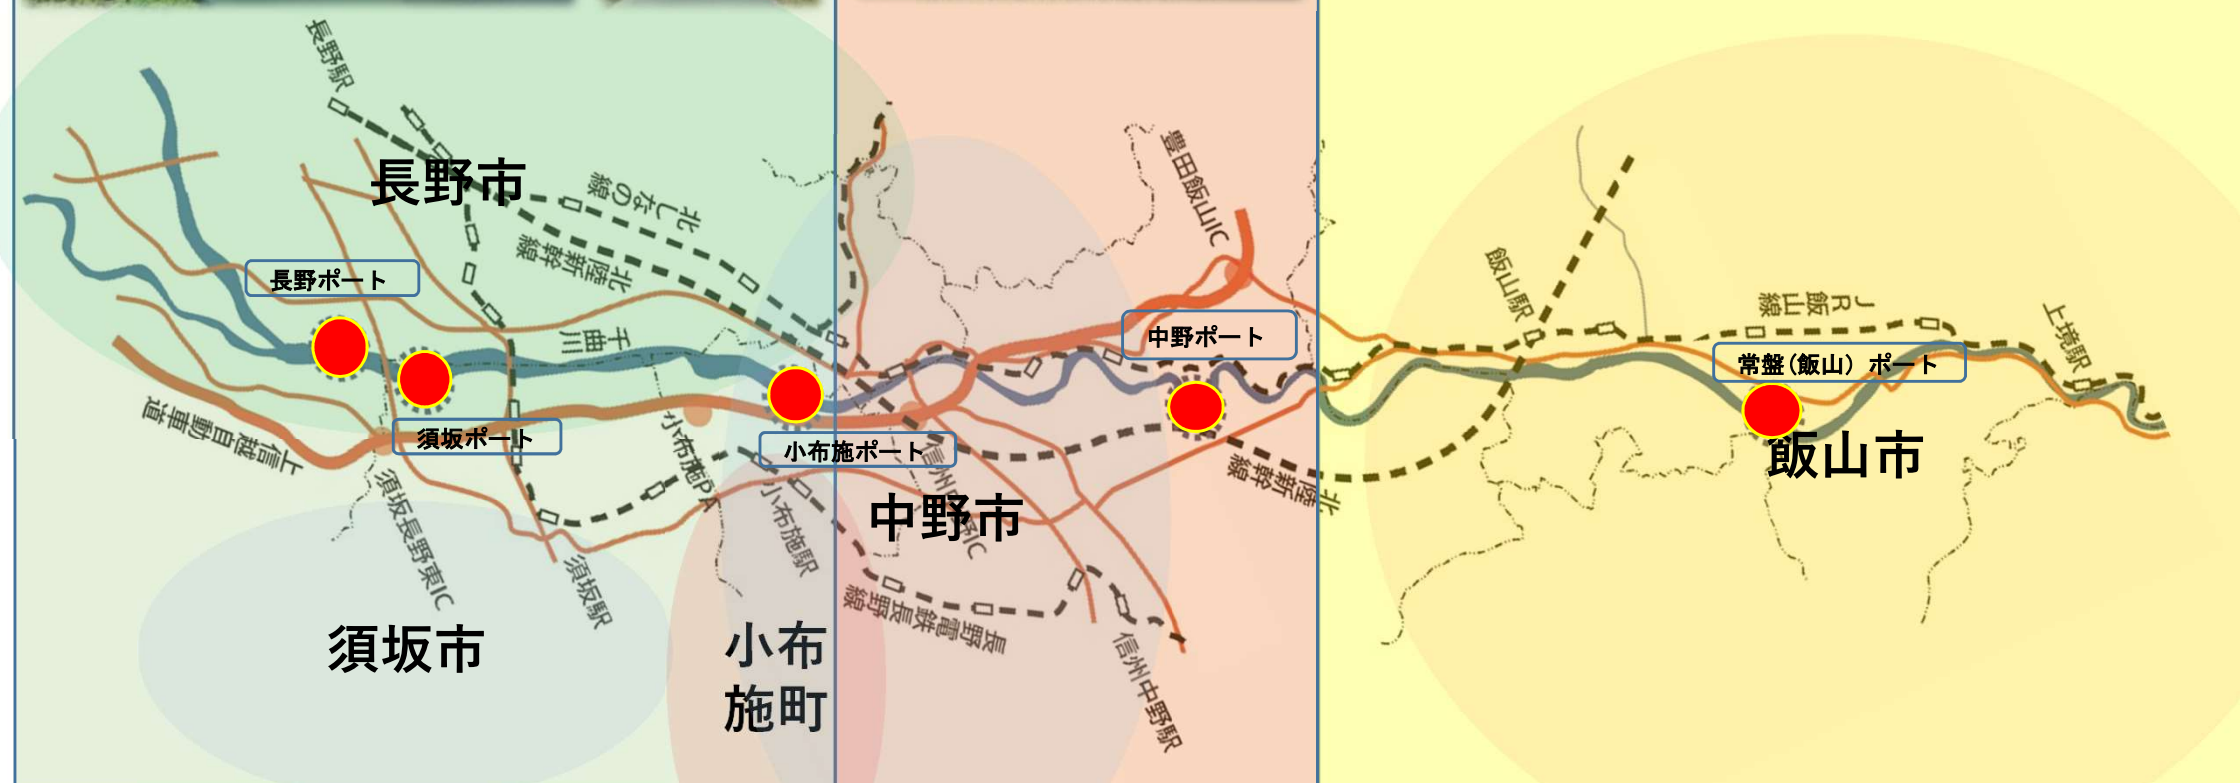 長野駅
長野市
北しなの線
北陸新幹線
長野ポート
千曲川
上信越自動車道
須坂ポート
小布施PA
須坂長野東IC
須坂駅
須坂市
小布施ポート
小布施駅
小布
施町
豊田飯山IC
中野ポート
信州中野IC
中野市
長野電鉄長野線
信州中野駅
北陸新幹線
飯山駅
JR飯山線
上境駅
常盤(飯山) ポート
飯山市